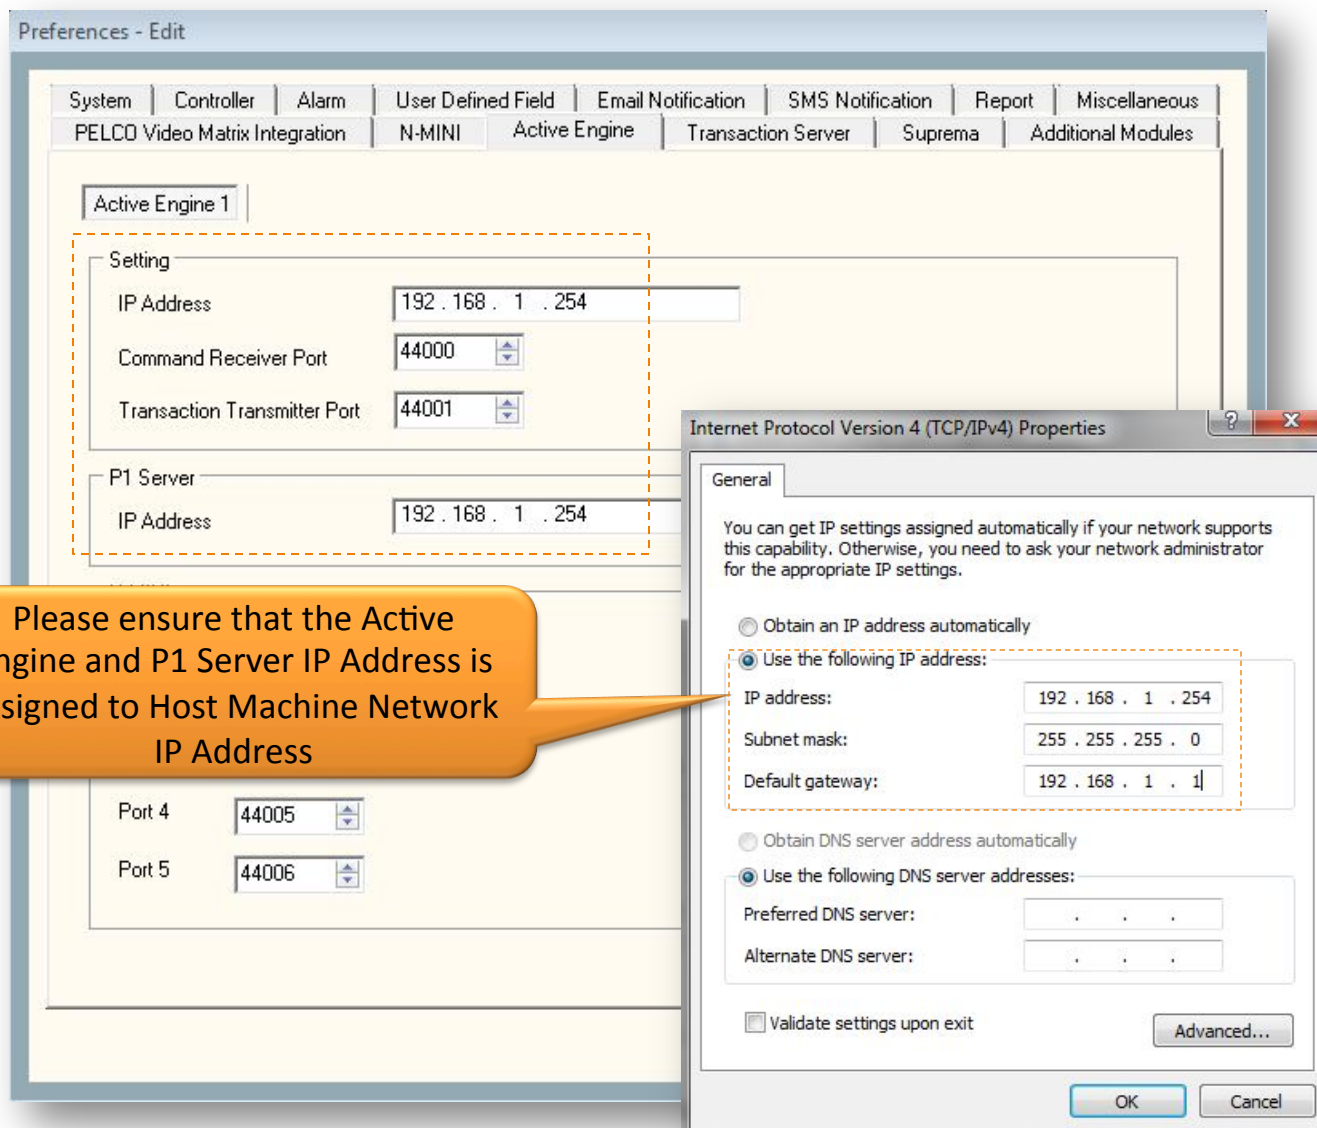 Preferences - Edit
System Controller Alarm User Defined Field Email Notification SMS Notification Report Miscellaneous
PELCO Video Matrix Integration N-MINI Active Engine Transaction Server Suprema Additional Modules
Active Engine 1
Setting
IP Address 192 . 168 . 1 . 254
Command Receiver Port 44000
Transaction Transmitter Port 44001
P1 Server
IP Address 192 . 168 . 1 . 254
Please ensure that the Active
ngine and P1 Server IP Address is
signed to Host Machine Network
IP Address
Port 4 44005
Port 5 44006
Internet Protocol Version 4 (TCP/IPv4) Properties
General
You can get IP settings assigned automatically if your network supports
this capability. Otherwise, you need to ask your network administrator
for the appropriate IP settings.
Obtain an IP address automatically
Use the following IP address:
IP address: 192 . 168 . 1 . 254
Subnet mask: 255 . 255 . 255 . 0
Default gateway: 192 . 168 . 1 . 1
Obtain DNS server address automatically
Use the following DNS server addresses:
Preferred DNS server: . . .
Alternate DNS server: . . .
Validate settings upon exit
Advanced...
OK Cancel